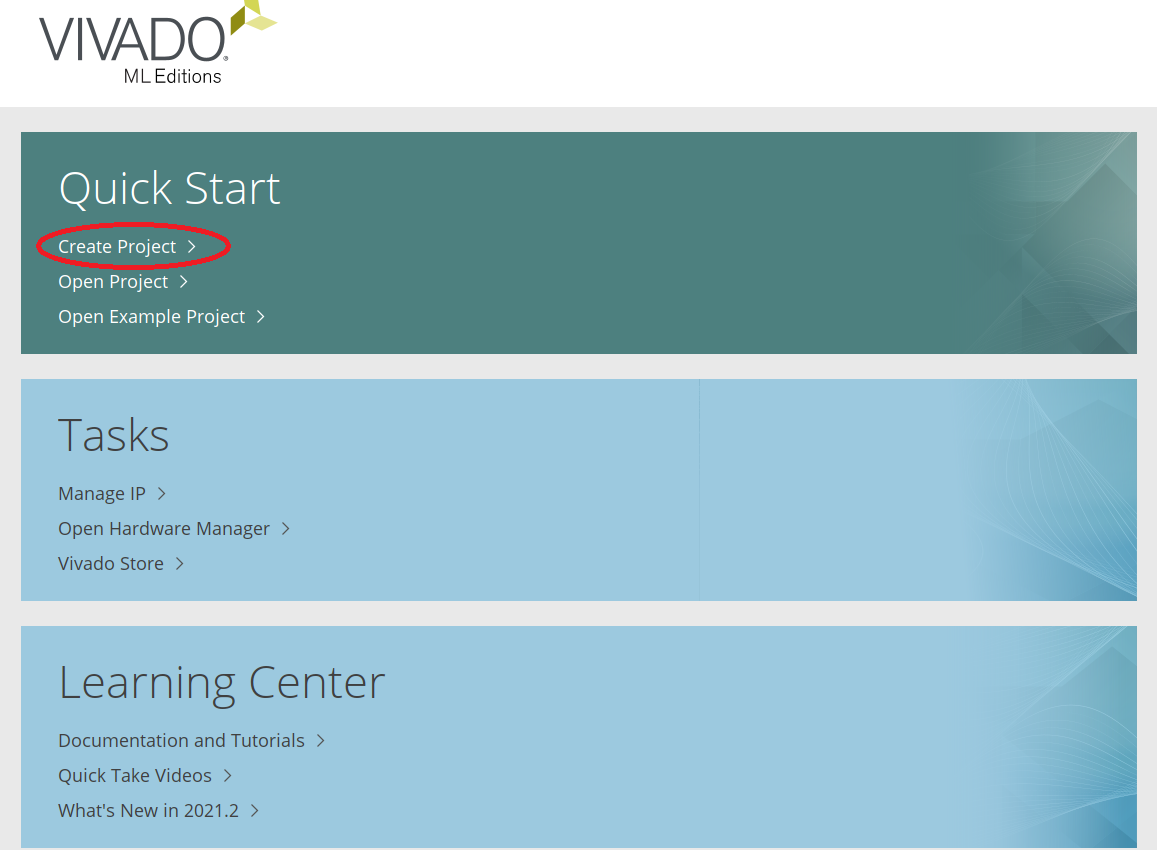 VIVADO®
ML Editions
Quick Start
Create Project >
Open Project >
Open Example Project >
Tasks
Manage IP >
Open Hardware Manager >
Vivado Store >
Learning Center
Documentation and Tutorials >
Quick Take Videos >
What's New in 2021.2 >